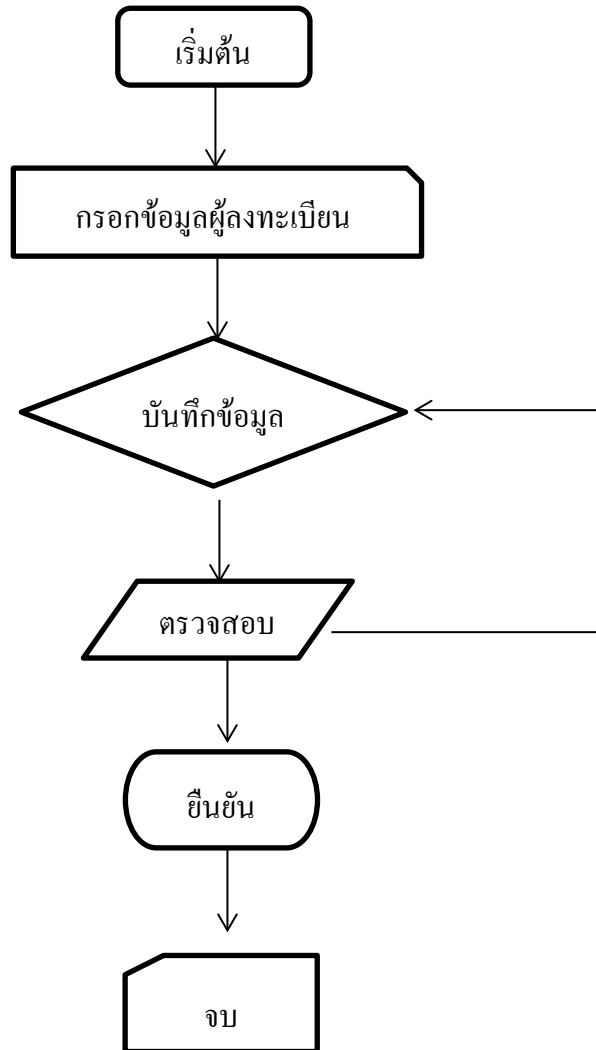 เริ่มต้น
กรอกข้อมูลผู้ลงทะเบียน
บันทึกข้อมูล
ตรวจสอบ
ยืนยัน
จบ